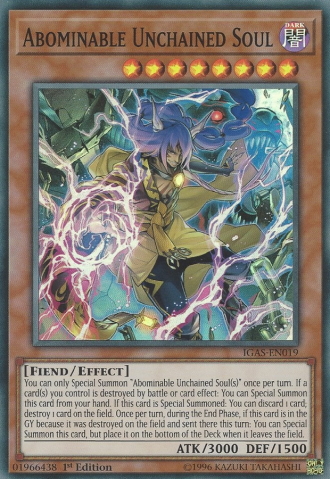 ABOMINABLE UNCHAINED SOUL
DARK
闇
IGAS-EN019
[FIEND/EFFECT]
You can only Special Summon "Abominable Unchained Soul(s)" once per turn. If a
card(s) you control is destroyed by battle or card effect: You can Special Summon
this card from your hand. If this card is Special Summoned: You can discard 1 card;
destroy 1 card on the field. Once per turn, during the End Phase, if this card is in the
GY because it was destroyed on the field and sent there this turn: You can Special
Summon this card, but place it on the bottom of the Deck when it leaves the field.
ATK/3000 DEF/1500
01966438 1st Edition ©1996 KAZUKI TAKAHASHI